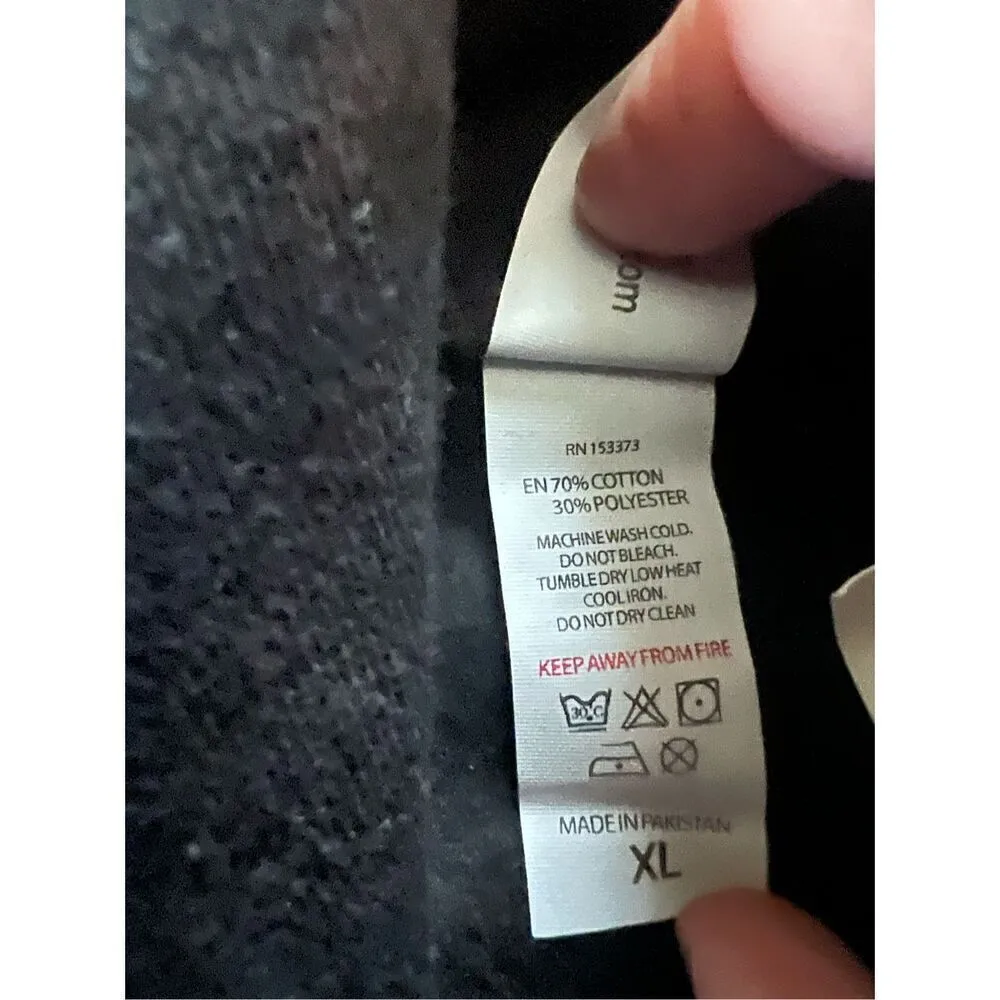 com
RN 153373
EN 70% COTTON
30% POLYESTER
MACHINE WASH COLD.
DO NOT BLEACH.
TUMBLE DRY LOW HEAT
COOL IRON.
DO NOT DRY CLEAN
KEEP AWAY FROM FIRE
30°C
MADE IN PAKISTAN
XL